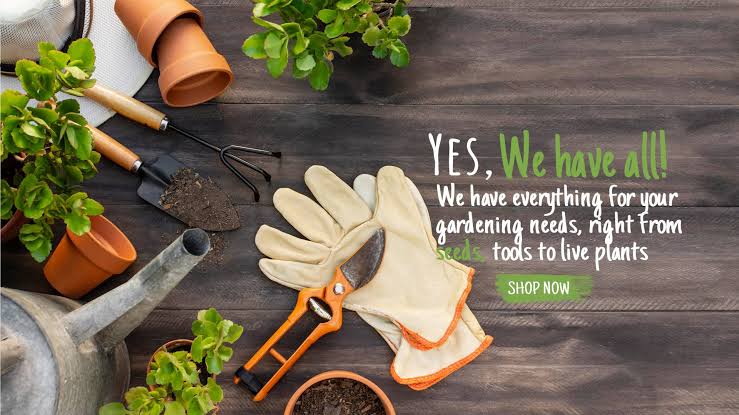 YES, We have all!
We have everything for your
gardening needs, right from
seeds, tools to live plants
SHOP NOW